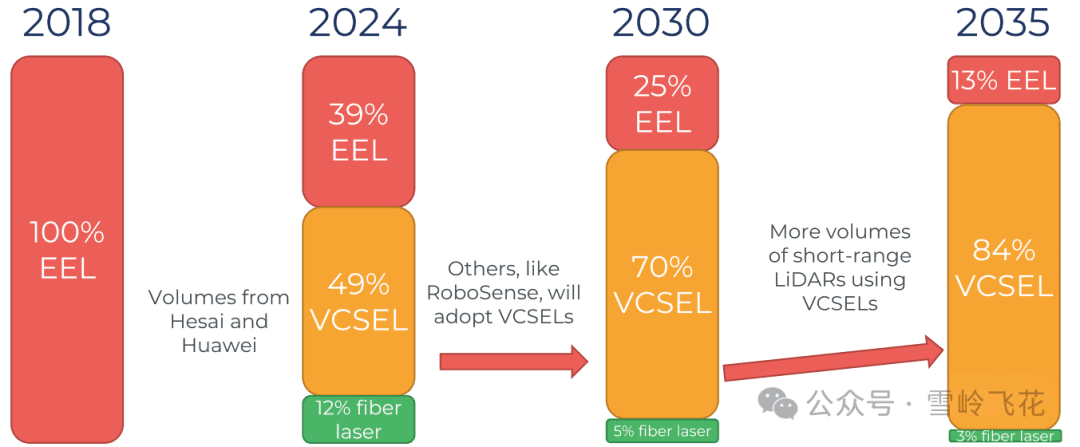 2018
2024
2030
2035
100%
EEL
Volumes from
Hesai and
Huawei
39%
EEL
49%
VCSEL
12% fiber
laser
Others, like
RoboSense, will
adopt VCSELs
25%
EEL
70%
VCSEL
5% fiber laser
More volumes
of short-range
LiDARs using
VCSELs
13% EEL
84%
VCSEL
3% fiber laser
公众号·雪岭飞花